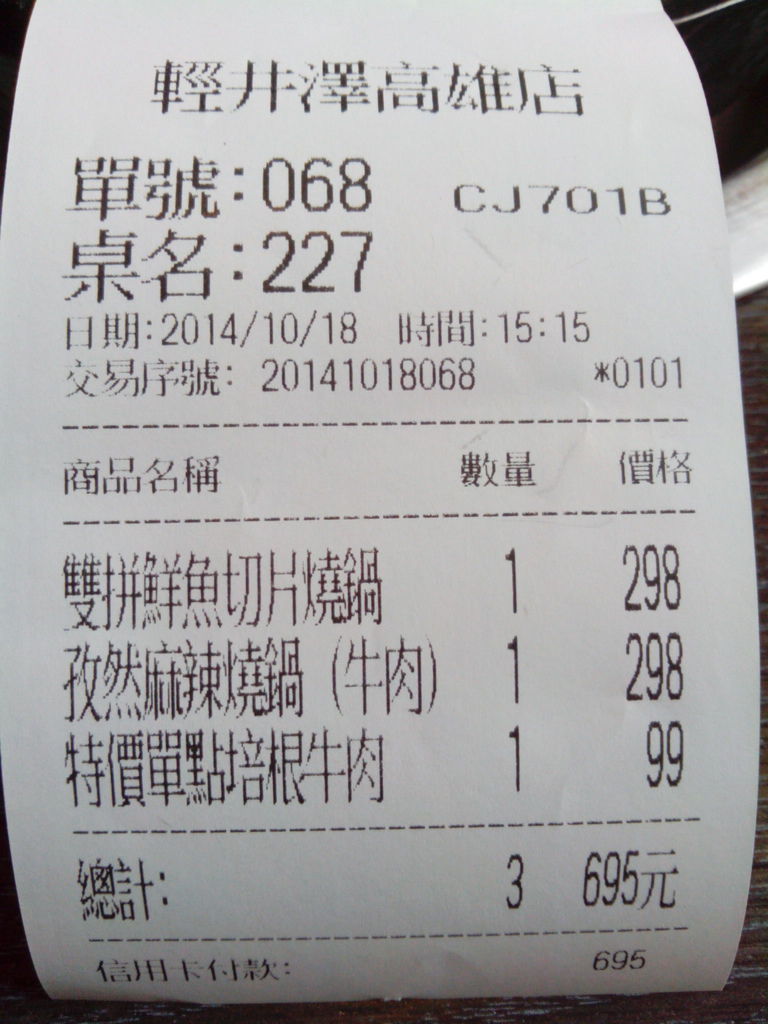 輕井澤高雄店
單號:068 CJ701B
桌名:227
日期:2014/10/18 時間:15:15
交易序號: 20141018068 *0101
商品名稱 數量 價格
雙拼鮮魚切片燒鍋 1 298
孜然麻辣燒鍋 (牛肉) 1 298
特價單點培根牛肉 1 99
總計: 3 695元
信用卡付款: 695